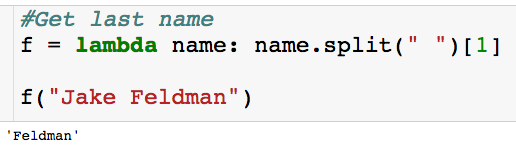 #Get last name
f = lambda name: name.split(" ")[1]
f("Jake Feldman")
'Feldman'